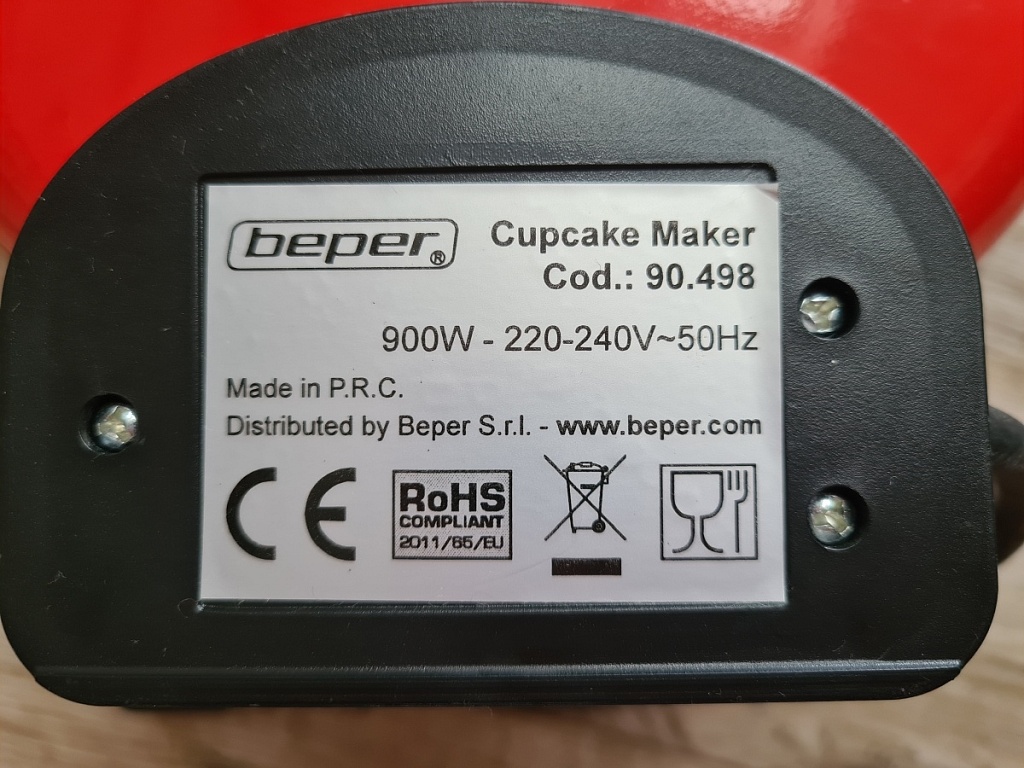 beper®
Cupcake Maker
Cod.: 90.498
900W - 220-240V~50Hz
Made in P.R.C.
Distributed by Beper S.r.l. - www.beper.com
CE
RoHS
COMPLIANT
2011/65/EU